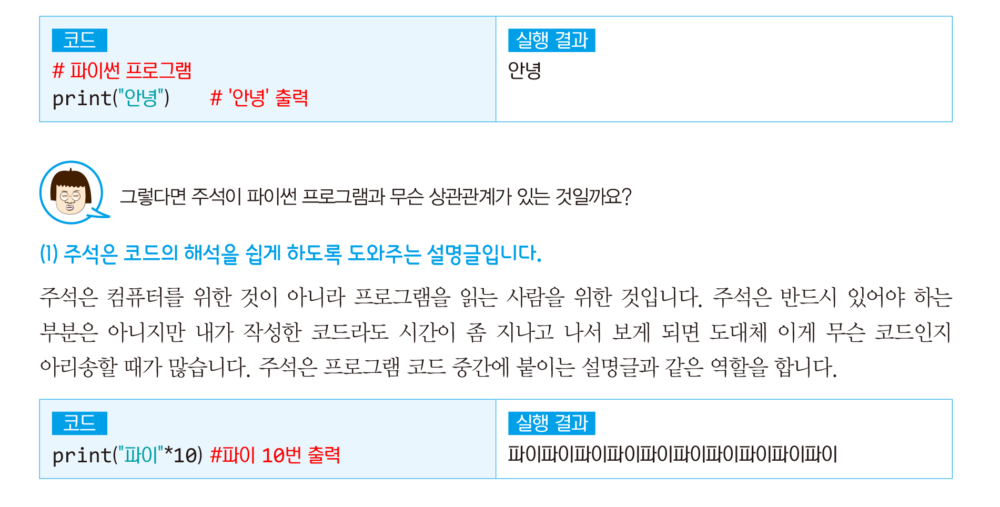 코드
# 파이썬 프로그램
print("안녕") # '안녕' 출력
실행 결과
안녕
그렇다면 주석이 파이썬 프로그램과 무슨 상관관계가 있는 것일까요?
(1) 주석은 코드의 해석을 쉽게 하도록 도와주는 설명글입니다.
주석은 컴퓨터를 위한 것이 아니라 프로그램을 읽는 사람을 위한 것입니다. 주석은 반드시 있어야 하는
부분은 아니지만 내가 작성한 코드라도 시간이 좀 지나고 나서 보게 되면 도대체 이게 무슨 코드인지
아리송할 때가 많습니다. 주석은 프로그램 코드 중간에 붙이는 설명글과 같은 역할을 합니다.
코드
print("파이"*10) #파이 10번 출력
실행 결과
파이파이파이파이파이파이파이파이파이파이